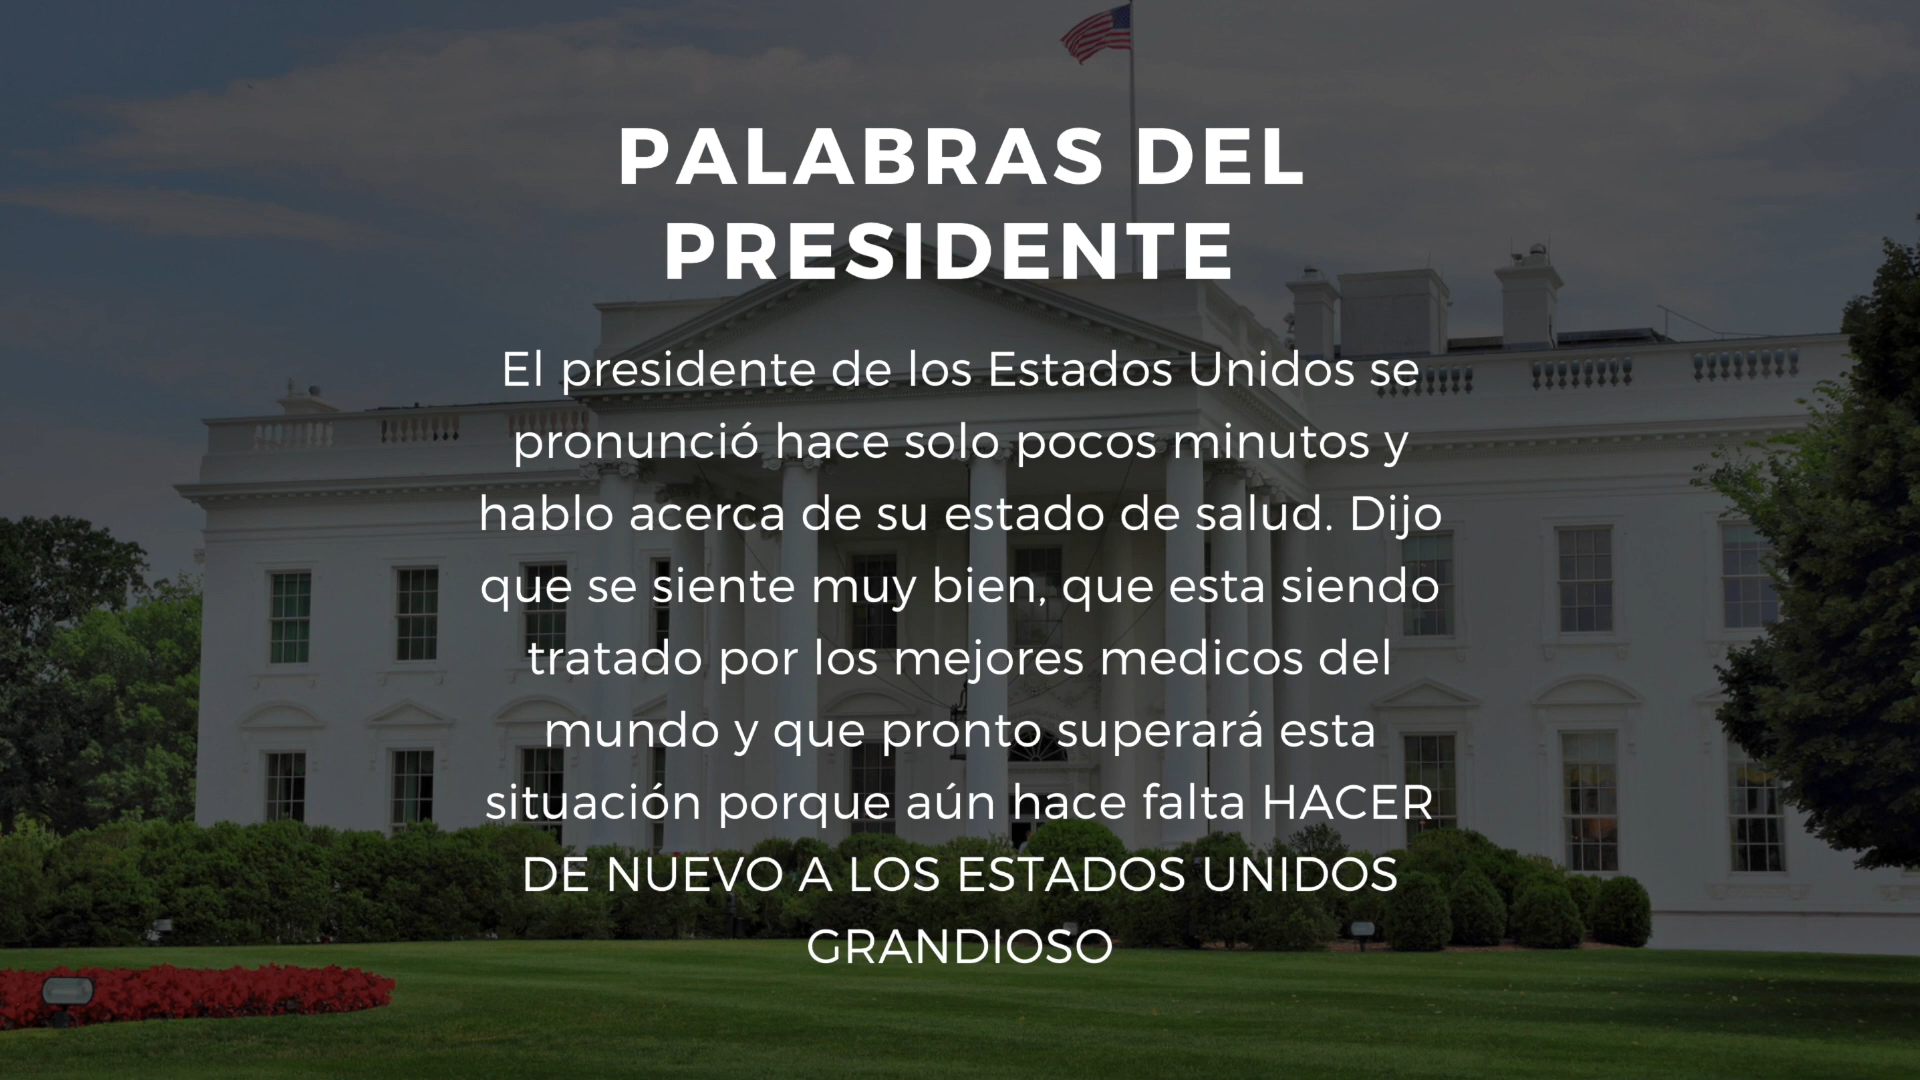 PALABRAS DEL
PRESIDENTE
El presidente de los Estados Unidos se
pronunció hace solo pocos minutos y
hablo acerca de su estado de salud. Dijo
que se siente muy bien, que esta siendo
tratado por los mejores medicos del
mundo y que pronto superará esta
situación porque aún hace falta HACER
DE NUEVO A LOS ESTADOS UNIDOS
GRANDIOSO